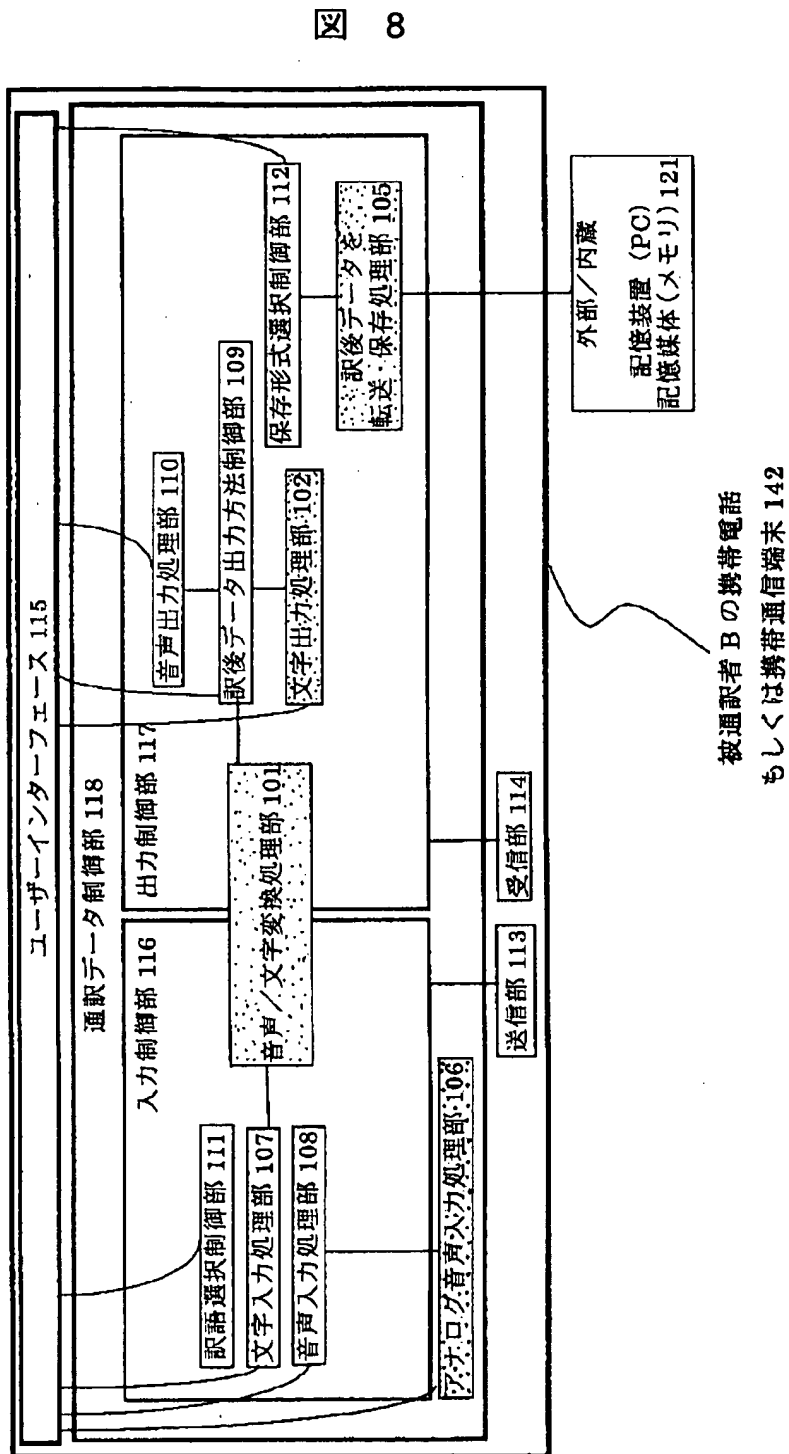 図 8
ユーザーインターフェース 115
通訳データ制御部 118
入力制御部 116
訳語選択制御部 111
文字入力処理部 107
音声入力処理部 108
アナログ音声入力処理部 106
音声／文字変換処理部 101
出力制御部 117
音声出力処理部 110
訳後データ出力方法制御部 109
文字出力処理部 102
保存形式選択制御部 112
訳後データを
転送・保存処理部 105
送信部 113
受信部 114
外部／内蔵
記憶装置（PC）
記憶媒体（メモリ）121
被通訳者 B の携帯電話
もしくは携帯通信端末 142